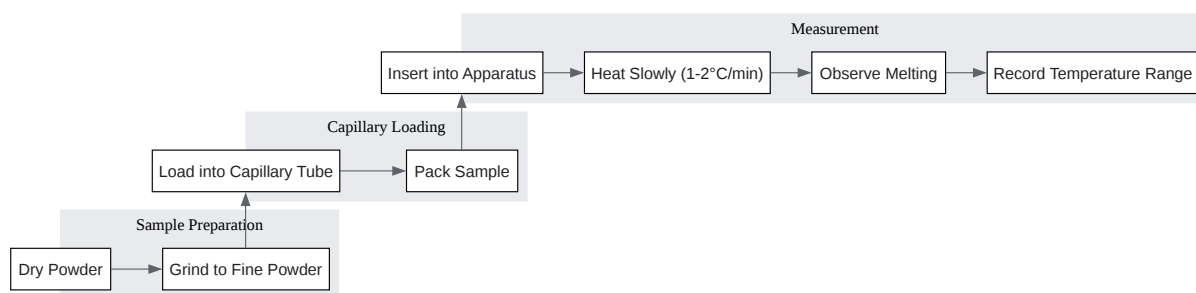 Measurement
Insert into Apparatus
Heat Slowly (1-2°C/min)
Observe Melting
Record Temperature Range
Capillary Loading
Load into Capillary Tube
Pack Sample
Sample Preparation
Dry Powder
Grind to Fine Powder